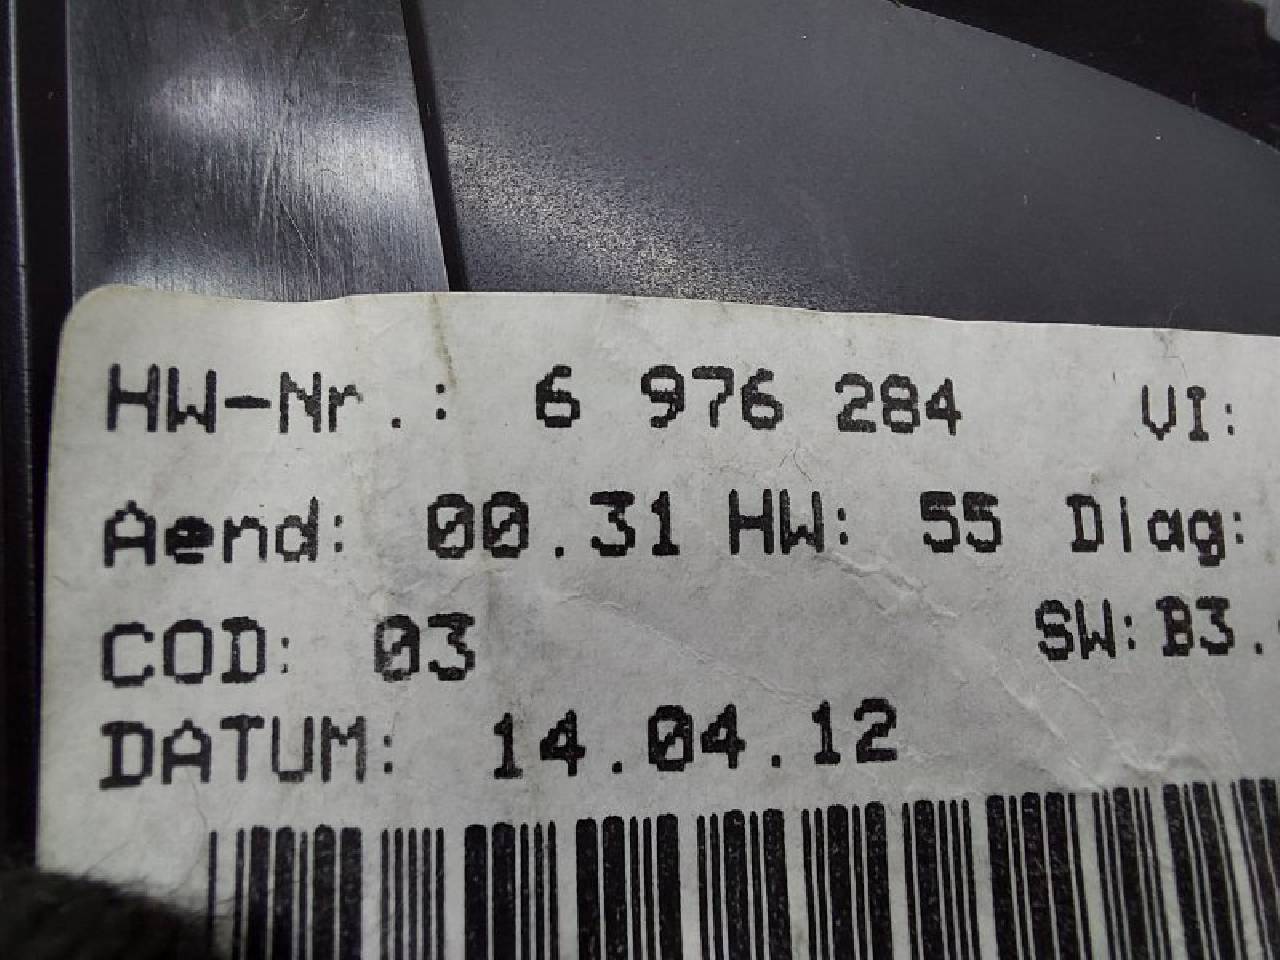 HW-Nr.: 6 976 284 VI:
Aend: 00.31 HW: 55 Diag:
COD: 03 SW: B3.
DATUM: 14.04.12